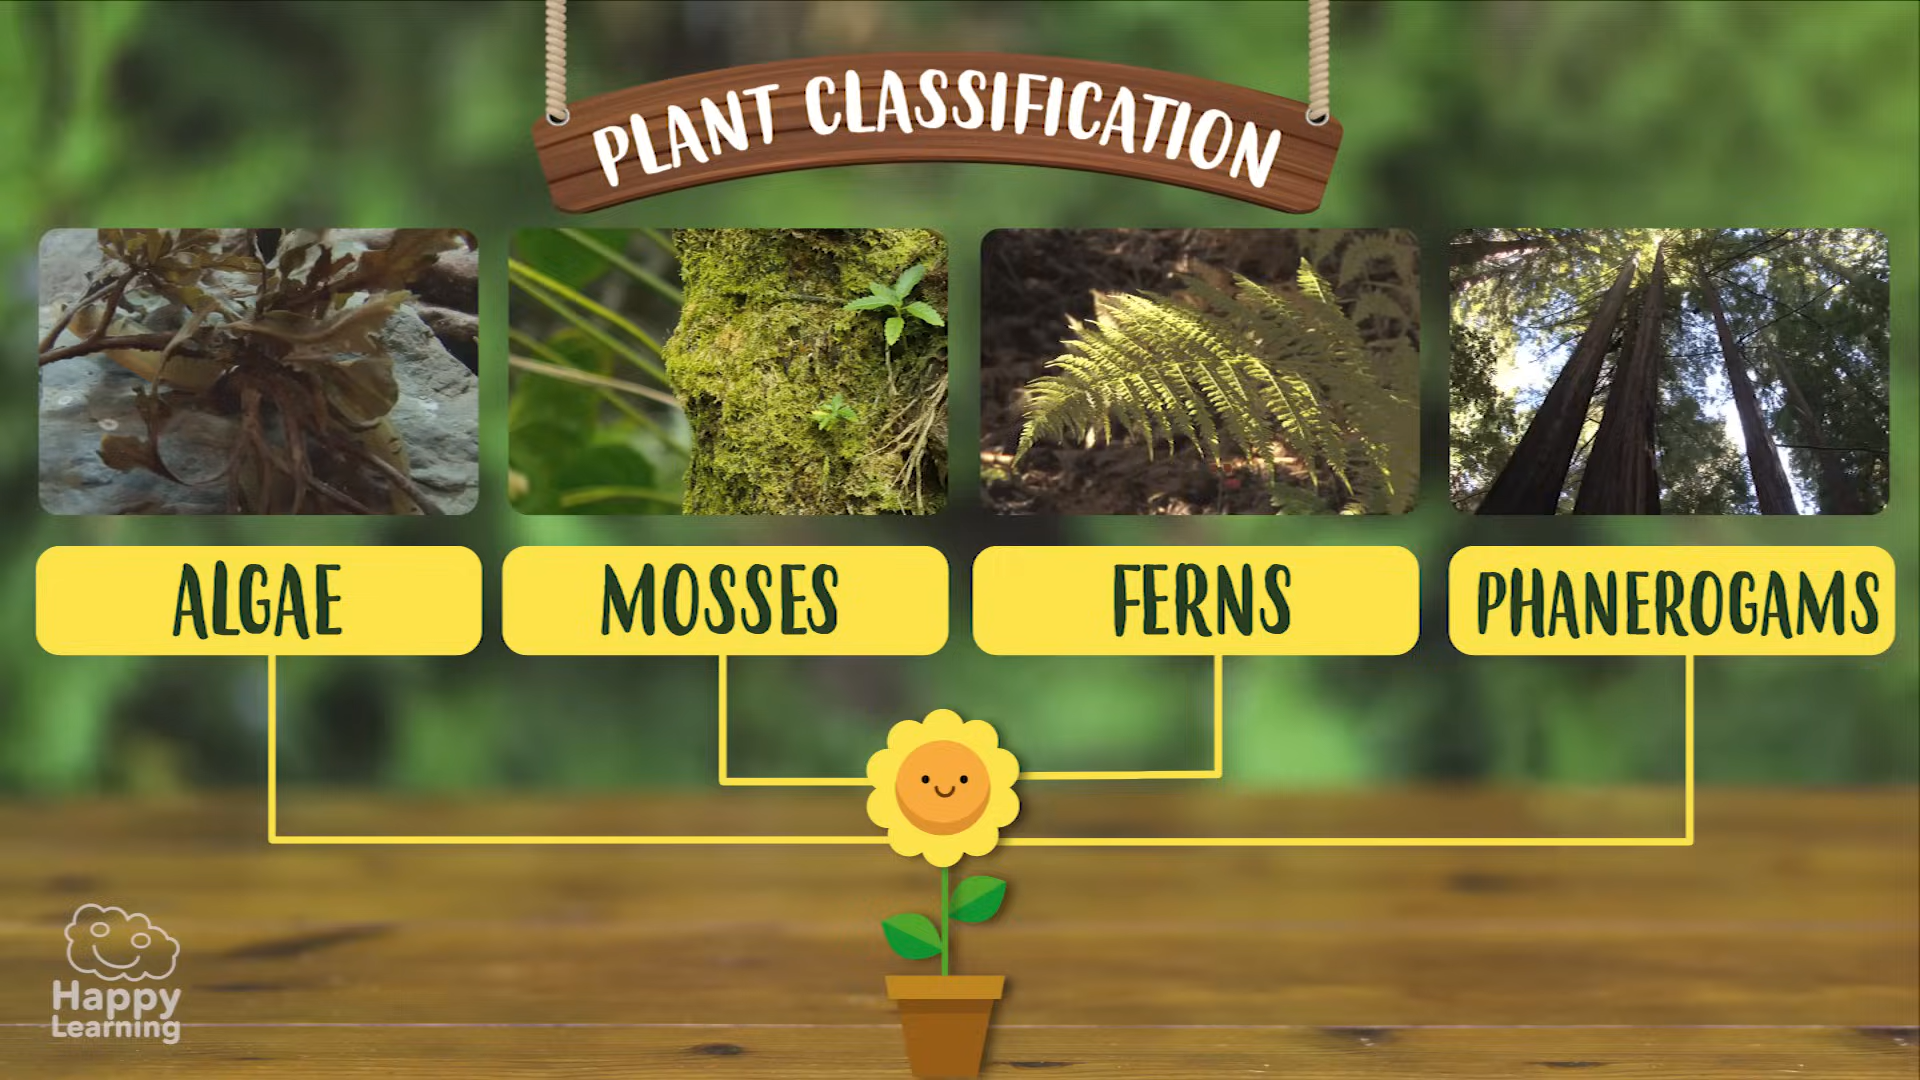 PLANT CLASSIFICATION
ALGAE
MOSSES
FERNS
PHANEROGAMS
Happy
Learning